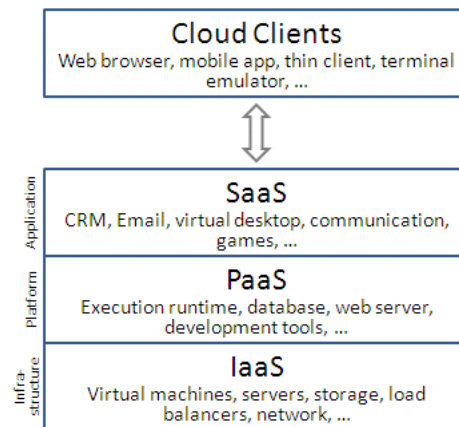 Cloud Clients
Web browser, mobile app, thin client, terminal
emulator, ...
Application
SaaS
CRM, Email, virtual desktop, communication,
games, ...
Platform
PaaS
Execution runtime, database, web server,
development tools, ...
Infra-
structure
IaaS
Virtual machines, servers, storage, load
balancers, network, ...